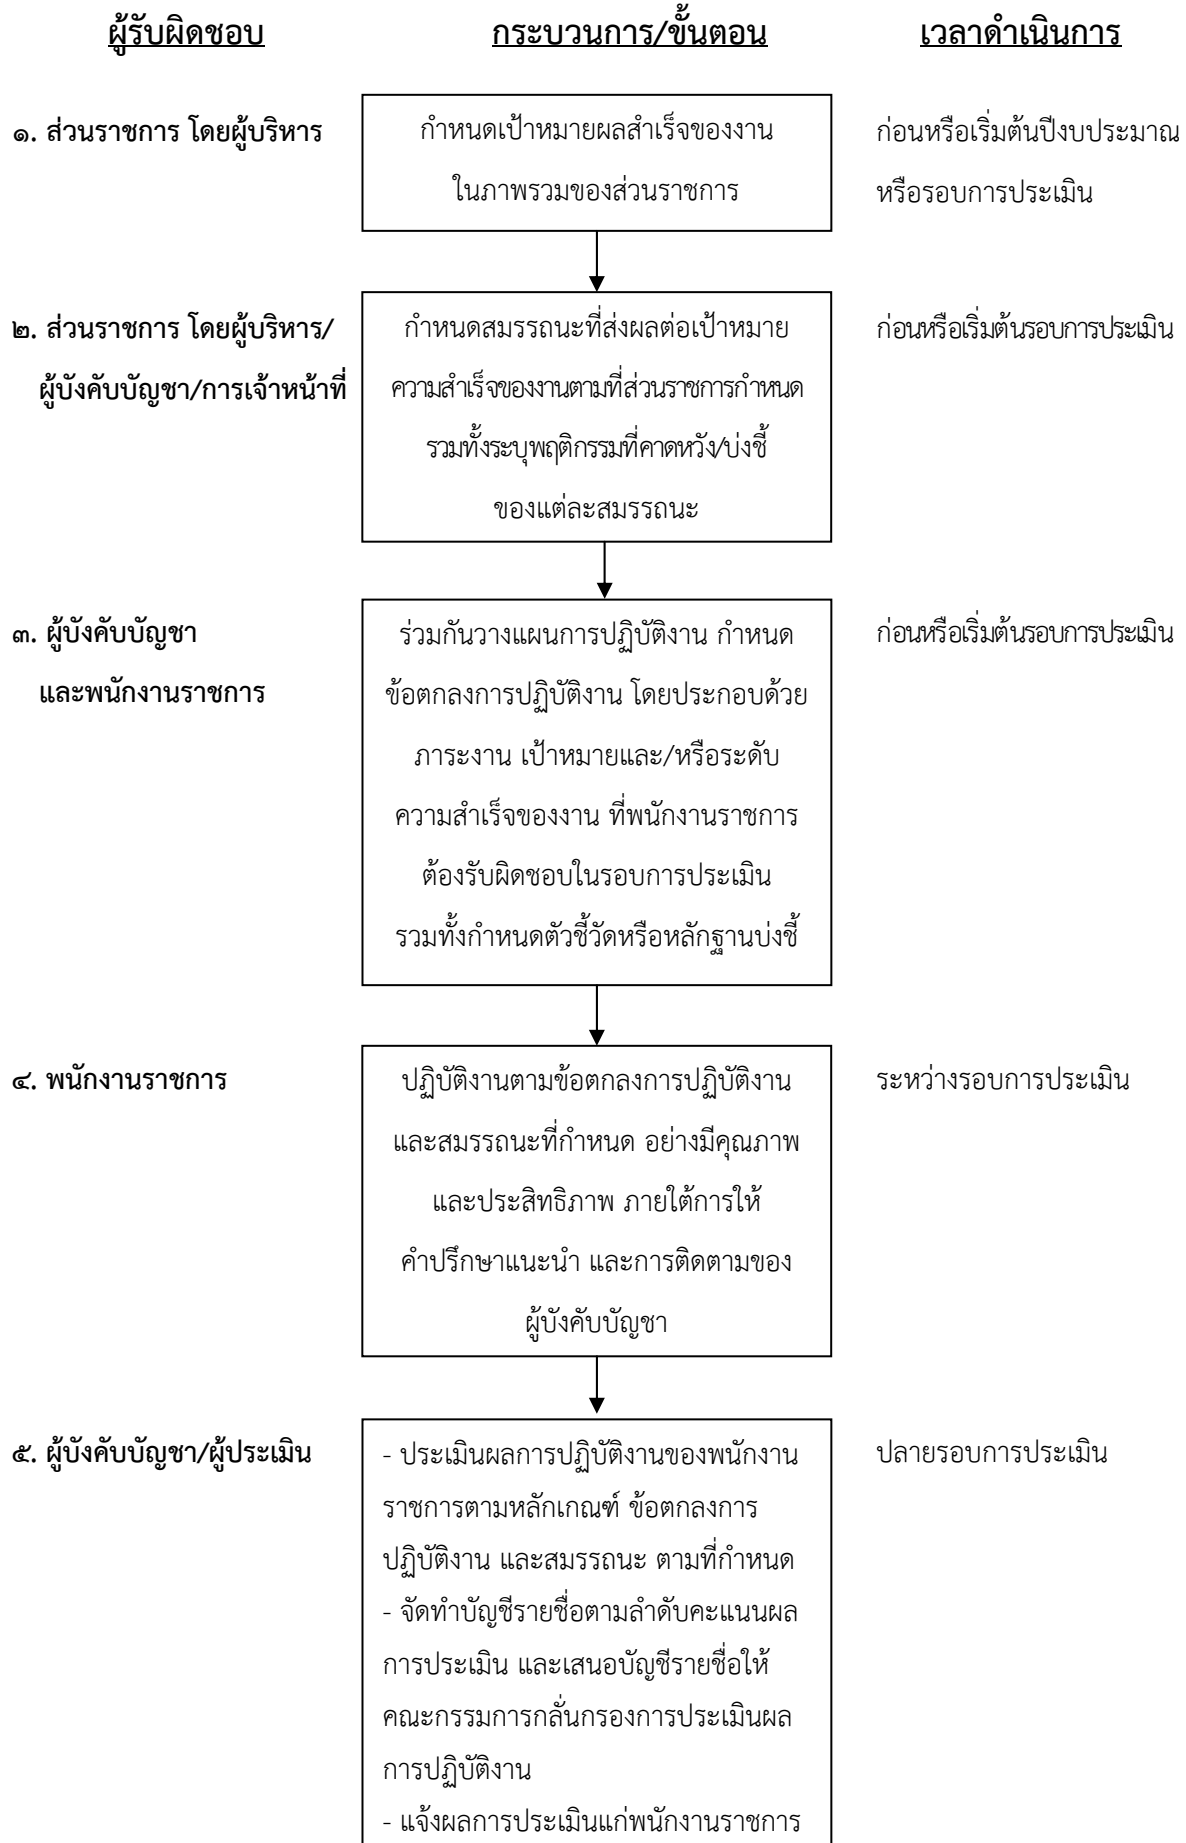 ผู้รับผิดชอบ
กระบวนการ/ขั้นตอน
เวลาดำเนินการ
๑. ส่วนราชการ โดยผู้บริหาร
กำหนดเป้าหมายผลสำเร็จของงาน
ในภาพรวมของส่วนราชการ
ก่อนหรือเริ่มต้นปีงบประมาณ
หรือรอบการประเมิน
๒. ส่วนราชการ โดยผู้บริหาร/
ผู้บังคับบัญชา/การเจ้าหน้าที่
กำหนดสมรรถนะที่ส่งผลต่อเป้าหมาย
ความสำเร็จของงานตามที่ส่วนราชการกำหนด
รวมทั้งระบุพฤติกรรมที่คาดหวัง/บ่งชี้
ของแต่ละสมรรถนะ
ก่อนหรือเริ่มต้นรอบการประเมิน
๓. ผู้บังคับบัญชา
และพนักงานราชการ
ร่วมกันวางแผนการปฏิบัติงาน กำหนด
ข้อตกลงการปฏิบัติงาน โดยประกอบด้วย
ภาระงาน เป้าหมายและ/หรือระดับ
ความสำเร็จของงาน ที่พนักงานราชการ
ต้องรับผิดชอบในรอบการประเมิน
รวมทั้งกำหนดตัวชี้วัดหรือหลักฐานบ่งชี้
ก่อนหรือเริ่มต้นรอบการประเมิน
๔. พนักงานราชการ
ปฏิบัติงานตามข้อตกลงการปฏิบัติงาน
และสมรรถนะที่กำหนด อย่างมีคุณภาพ
และประสิทธิภาพ ภายใต้การให้
คำปรึกษาแนะนำ และการติดตามของ
ผู้บังคับบัญชา
ระหว่างรอบการประเมิน
๕. ผู้บังคับบัญชา/ผู้ประเมิน
- ประเมินผลการปฏิบัติงานของพนักงาน
ราชการตามหลักเกณฑ์ ข้อตกลงการ
ปฏิบัติงาน และสมรรถนะ ตามที่กำหนด
- จัดทำบัญชีรายชื่อตามลำดับคะแนนผล
การประเมิน และเสนอบัญชีรายชื่อให้
คณะกรรมการกลั่นกรองการประเมินผล
การปฏิบัติงาน
- แจ้งผลการประเมินแก่พนักงานราชการ
ปลายรอบการประเมิน